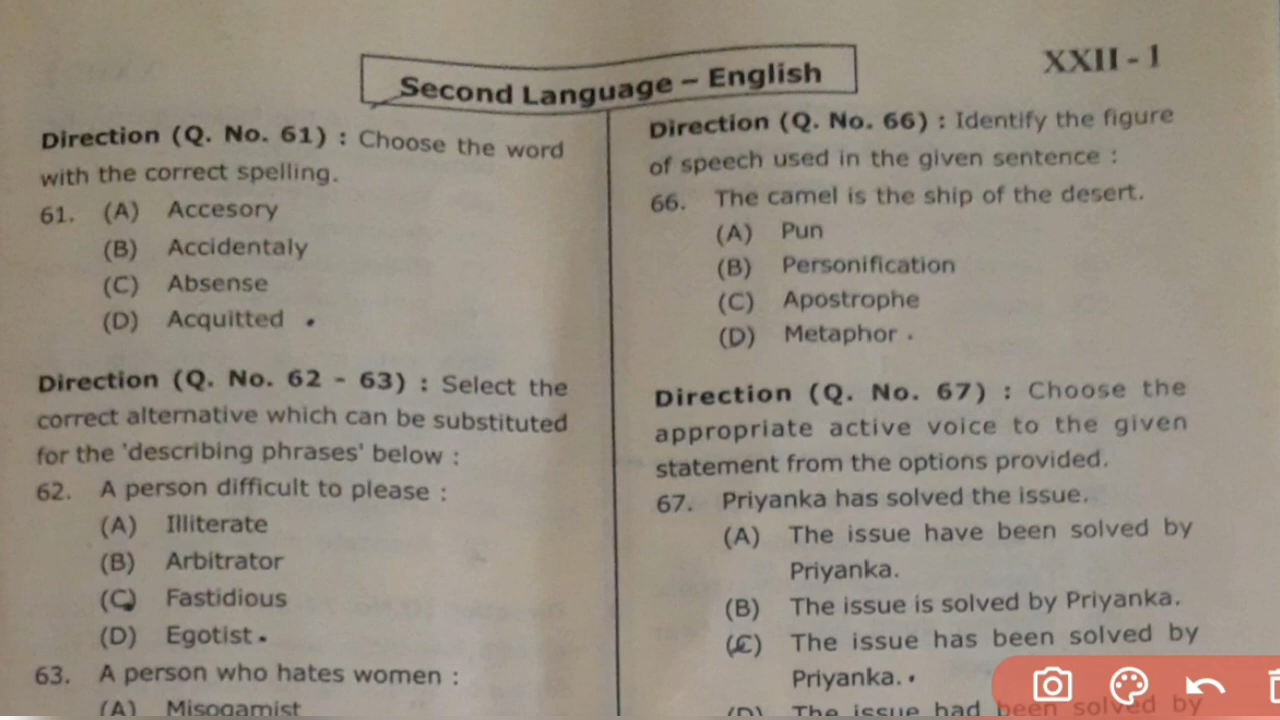 XXII - 1
Second Language – English
Direction (Q. No. 61) : Choose the word
with the correct spelling.
61. (A) Accesory
(B) Accidentaly
(C) Absense
(D) Acquitted
Direction (Q. No. 62 - 63) : Select the
correct alternative which can be substituted
for the 'describing phrases' below :
62. A person difficult to please :
(A) Illiterate
(B) Arbitrator
(C) Fastidious
(D) Egotist
63. A person who hates women :
(A) Misogamist
Direction (Q. No. 66) : Identify the figure
of speech used in the given sentence :
66. The camel is the ship of the desert.
(A) Pun
(B) Personification
(C) Apostrophe
(D) Metaphor
Direction (Q. No. 67) : Choose the
appropriate active voice to the given
statement from the options provided.
67. Priyanka has solved the issue.
(A) The issue have been solved by
Priyanka.
(B) The issue is solved by Priyanka.
(C) The issue has been solved by
Priyanka.
(D) The issue had been solved by